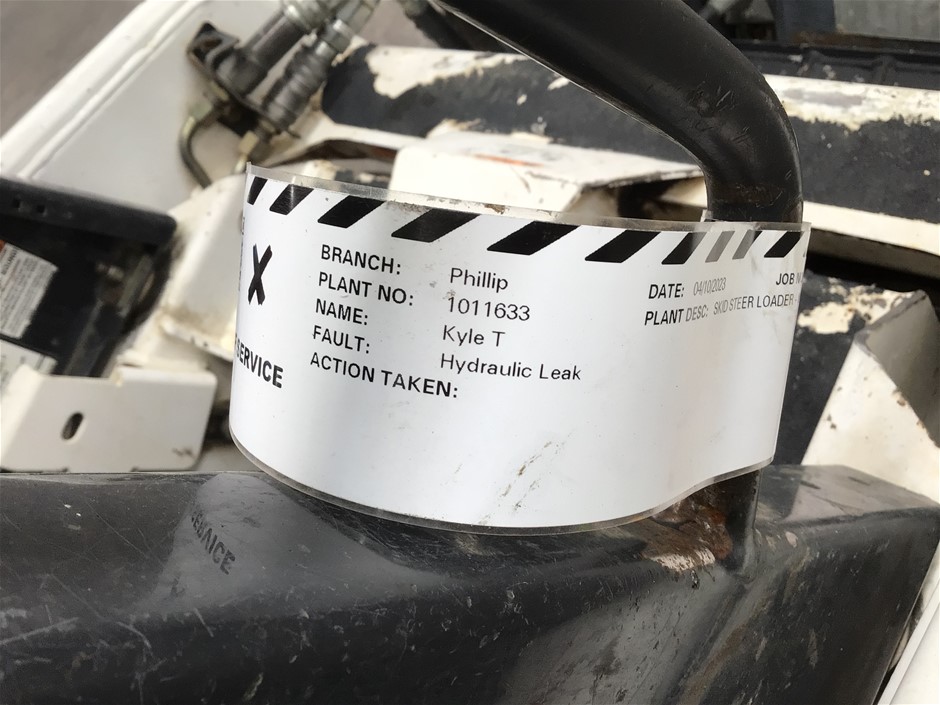 X
SERVICE
BRANCH: Phillip
PLANT NO: 1011633
NAME: Kyle T
FAULT: Hydraulic Leak
ACTION TAKEN:
DATE: 04/10/2023 JOB
PLANT DESC: SKID STEER LOADER -